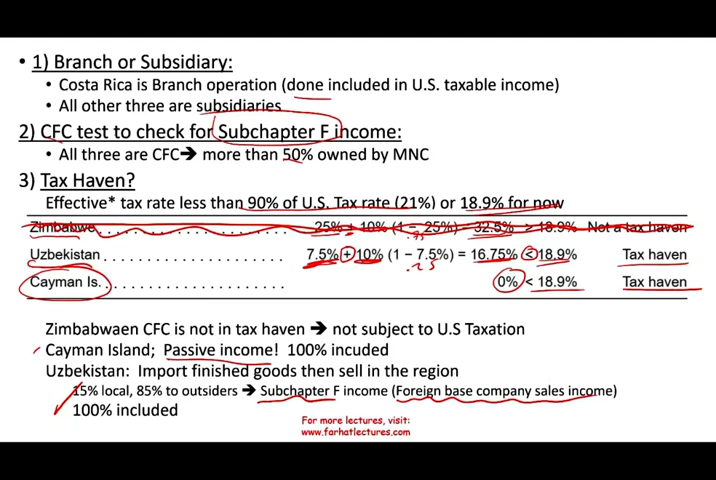 • 1) Branch or Subsidiary:
• Costa Rica is Branch operation (done included in U.S. taxable income)
• All other three are subsidiaries
• 2) CFC test to check for Subchapter F income:
• All three are CFC→ more than 50% owned by MNC
3) Tax Haven?
Effective* tax rate less than 90% of U.S. Tax rate (21%) or 18.9% for now
Zimbabwe . . . . . . . . . . . . . . . . . . . . . . . . 25% + 10% (1 – 25%) = 32.5% > 18.9% Not a tax haven
Uzbekistan . . . . . . . . . . . . . . . . . . . . . . . . 7.5% + 10% (1 – 7.5%) = 16.75% < 18.9% Tax haven
Cayman Is. . . . . . . . . . . . . . . . . . . . . . . . . 0% < 18.9% Tax haven
Zimbabwaen CFC is not in tax haven → not subject to U.S Taxation
Cayman Island; Passive income! 100% incuded
Uzbekistan: Import finished goods then sell in the region
15% local, 85% to outsiders → Subchapter F income (Foreign base company sales income)
100% included
For more lectures, visit:
www.farhatlectures.com